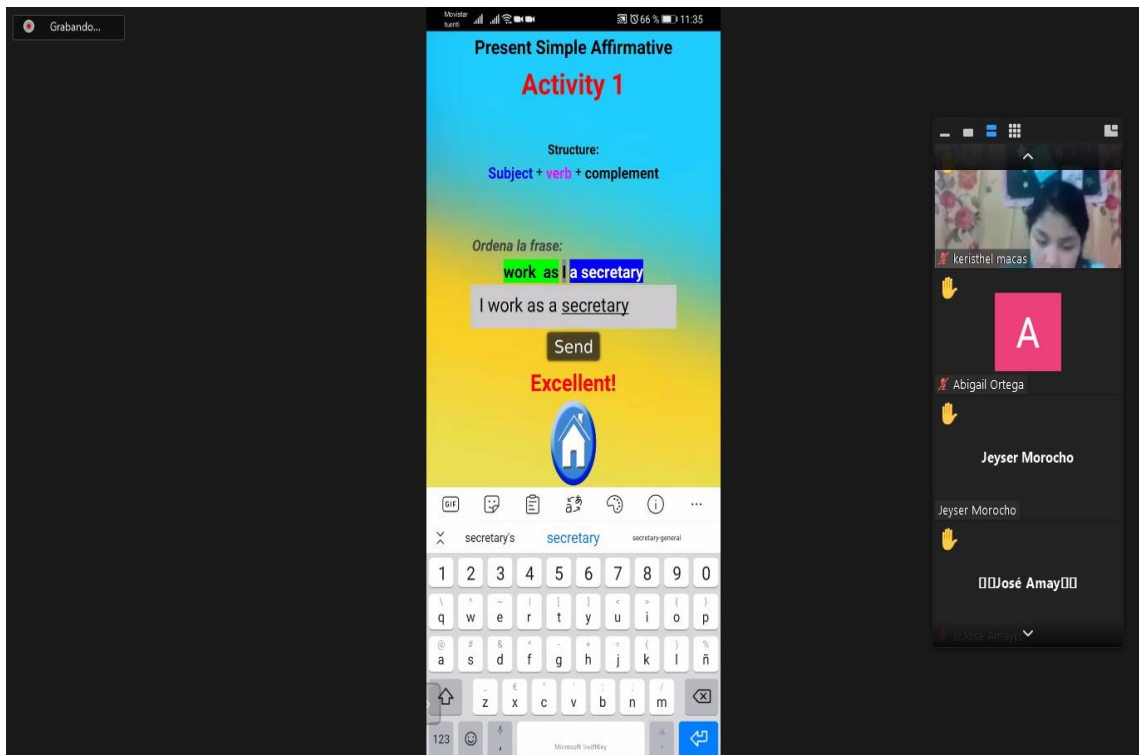 Grabando...
Movistar
tuenti
66 % 11:35
Present Simple Affirmative
Activity 1
Structure:
Subject + verb + complement
Ordena la frase:
work as I a secretary
I work as a secretary
Send
Excellent!
GIF
secretary's secretary secretary-general
1 2 3 4 5 6 7 8 9 0
q w e r t y u i o p
a s d f g h j k l ñ
z x c v b n m
123 , Microsoft SwiftKey .
keristhel macas
A
Abigail Ortega
Jeyser Morocho
Jeyser Morocho
José Amay